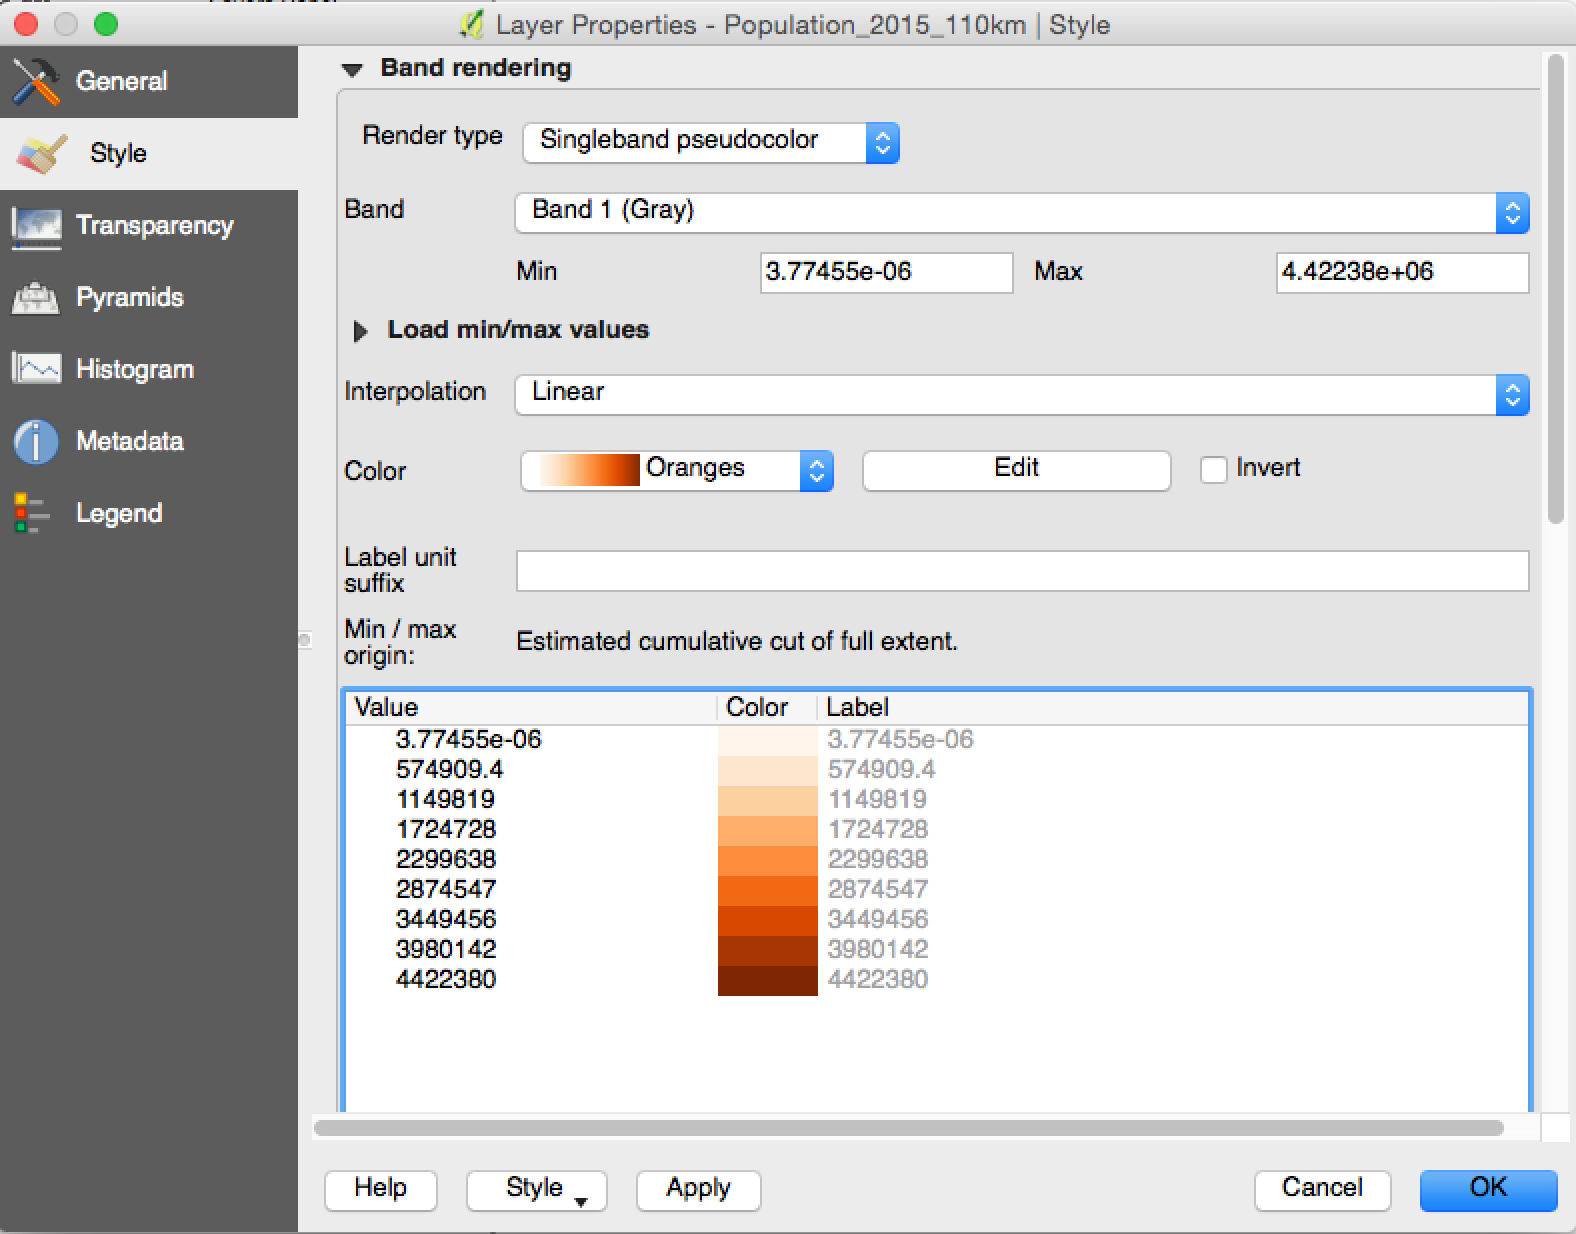 Layer Properties - Population_2015_110km | Style
General
Style
Transparency
Pyramids
Histogram
Metadata
Legend
Band rendering
Render type Singleband pseudocolor
Band Band 1 (Gray)
Min 3.77455e-06 Max 4.42238e+06
Load min/max values
Interpolation Linear
Color Oranges Edit Invert
Label unit
suffix
Min / max
origin: Estimated cumulative cut of full extent.
Value Color Label
3.77455e-06 3.77455e-06
574909.4 574909.4
1149819 1149819
1724728 1724728
2299638 2299638
2874547 2874547
3449456 3449456
3980142 3980142
4422380 4422380
Help Style Apply Cancel OK